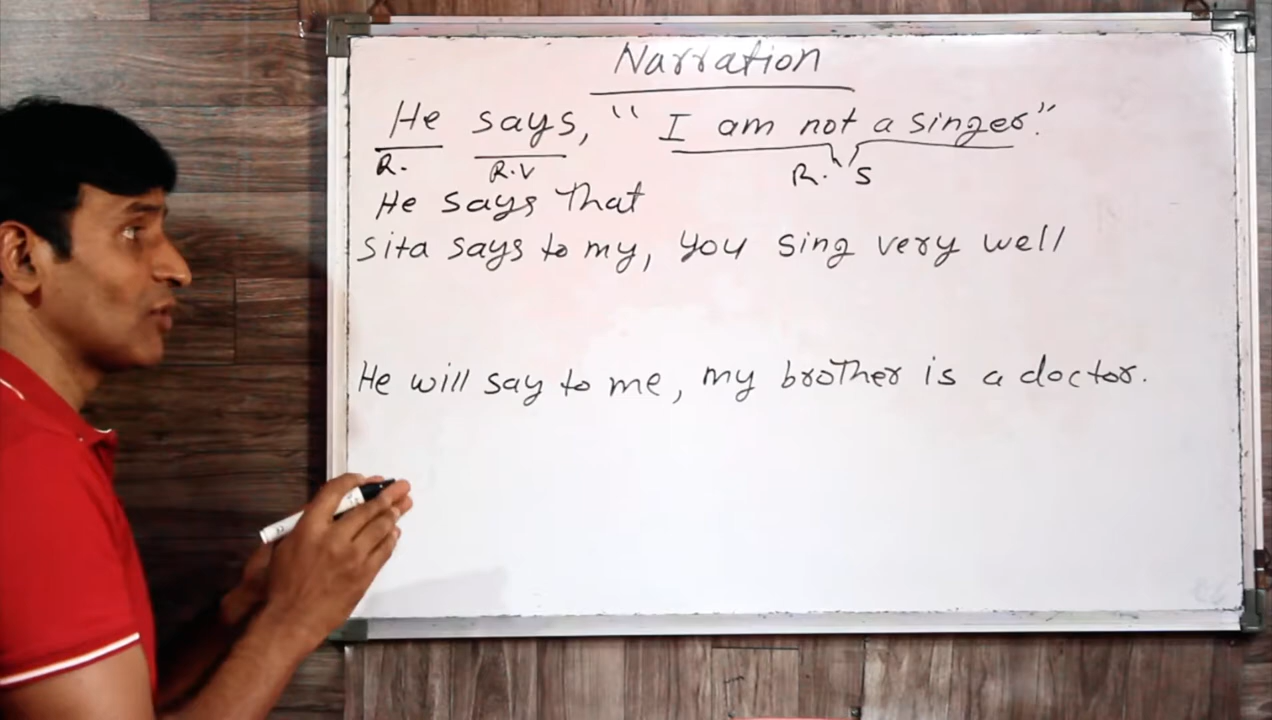 Narration
He says, " I am not a singer."
R. R.V R. S
He says that
Sita says to my, you sing very well
He will say to me, my brother is a doctor.